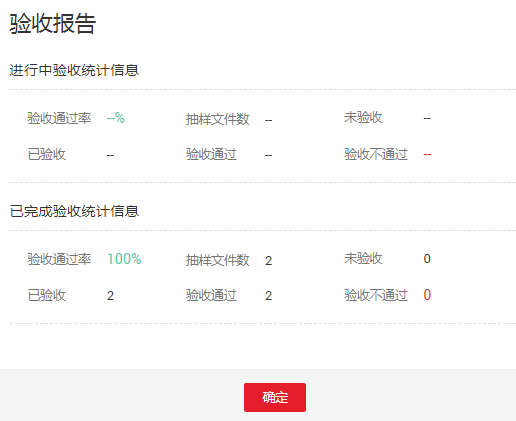 验收报告
进行中验收统计信息
验收通过率 --% 抽样文件数 -- 未验收 --
已验收 -- 验收通过 -- 验收不通过 --
已完成验收统计信息
验收通过率 100% 抽样文件数 2 未验收 0
已验收 2 验收通过 2 验收不通过 0
确定